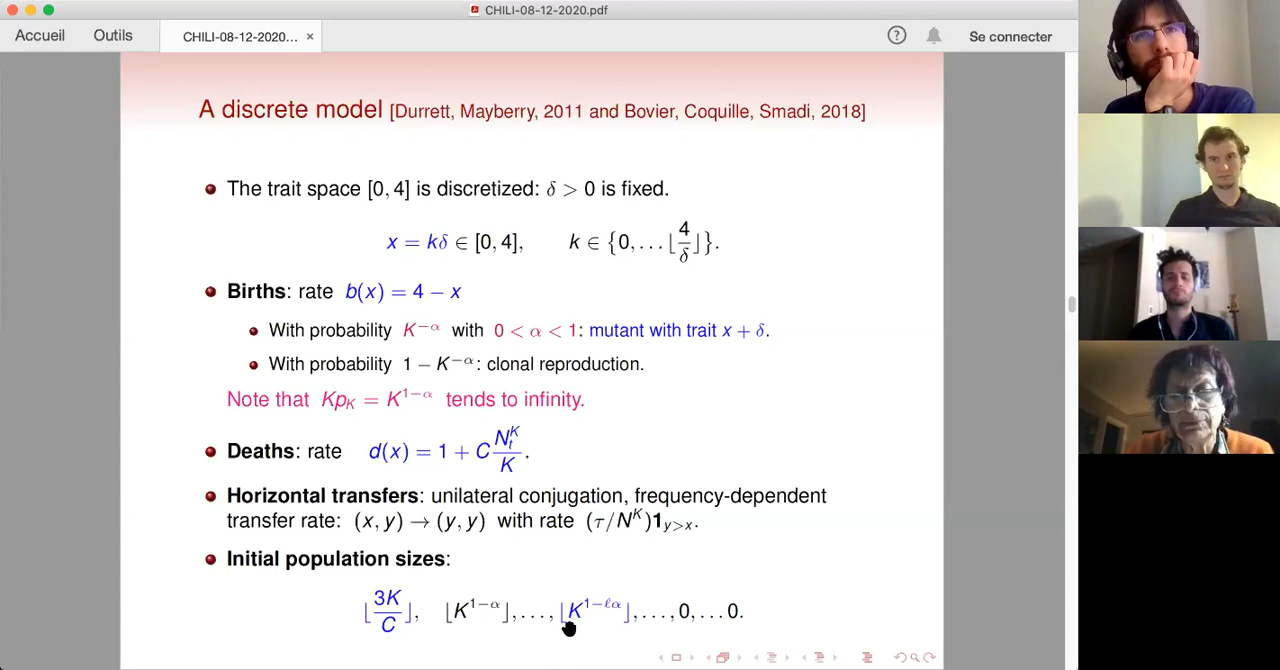 CHILI-08-12-2020.pdf
Accueil Outils CHILI-08-12-2020... × ? Se connecter
A discrete model [Durrett, Mayberry, 2011 and Bovier, Coquille, Smadi, 2018]
The trait space [0, 4] is discretized: δ > 0 is fixed.
x = kδ ∈ [0, 4], k ∈ {0, . . . ⌊4/δ⌋}.
Births: rate b(x) = 4 − x
With probability K^{−α} with 0 < α < 1: mutant with trait x + δ.
With probability 1 − K^{−α}: clonal reproduction.
Note that Kp_K = K^{1−α} tends to infinity.
Deaths: rate d(x) = 1 + C N_t^K/K.
Horizontal transfers: unilateral conjugation, frequency-dependent
transfer rate: (x, y) → (y, y) with rate (τ/N^K)1_{y>x}.
Initial population sizes:
⌊3K/C⌋, ⌊K^{1−α}⌋, . . . , ⌊K^{1−ℓα}⌋, . . . , 0, . . . 0.